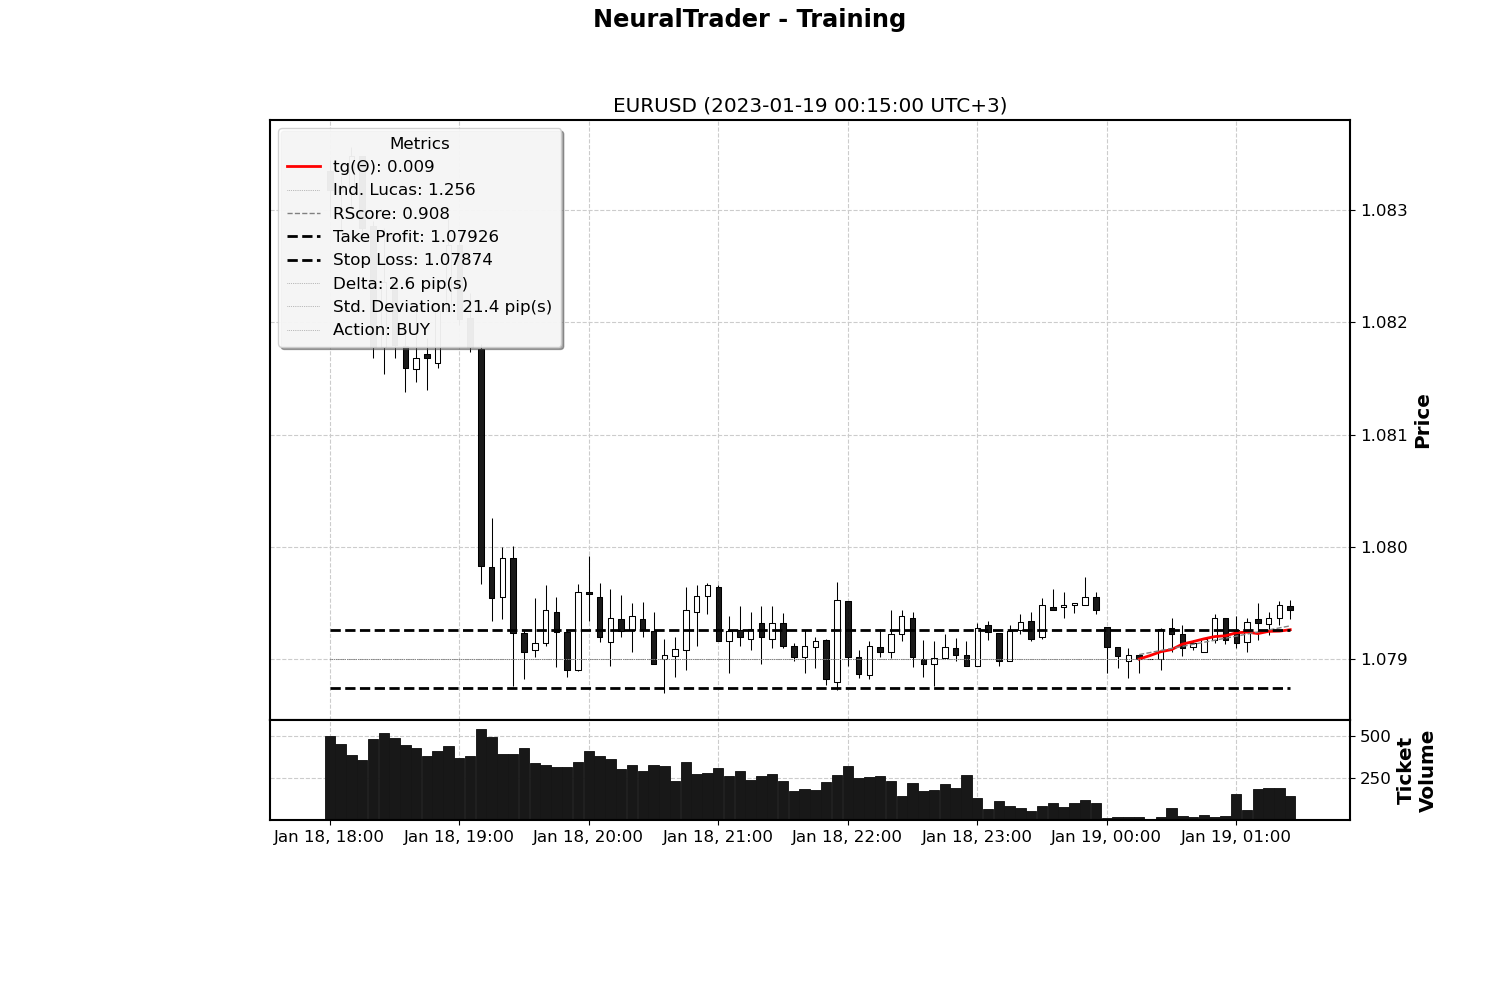 NeuralTrader - Training
EURUSD (2023-01-19 00:15:00 UTC+3)
Metrics
tg(Θ): 0.009
Ind. Lucas: 1.256
RScore: 0.908
Take Profit: 1.07926
Stop Loss: 1.07874
Delta: 2.6 pip(s)
Std. Deviation: 21.4 pip(s)
Action: BUY
1.083
1.082
1.081
1.080
1.079
Price
500
250
Ticket
Volume
Jan 18, 18:00
Jan 18, 19:00
Jan 18, 20:00
Jan 18, 21:00
Jan 18, 22:00
Jan 18, 23:00
Jan 19, 00:00
Jan 19, 01:00